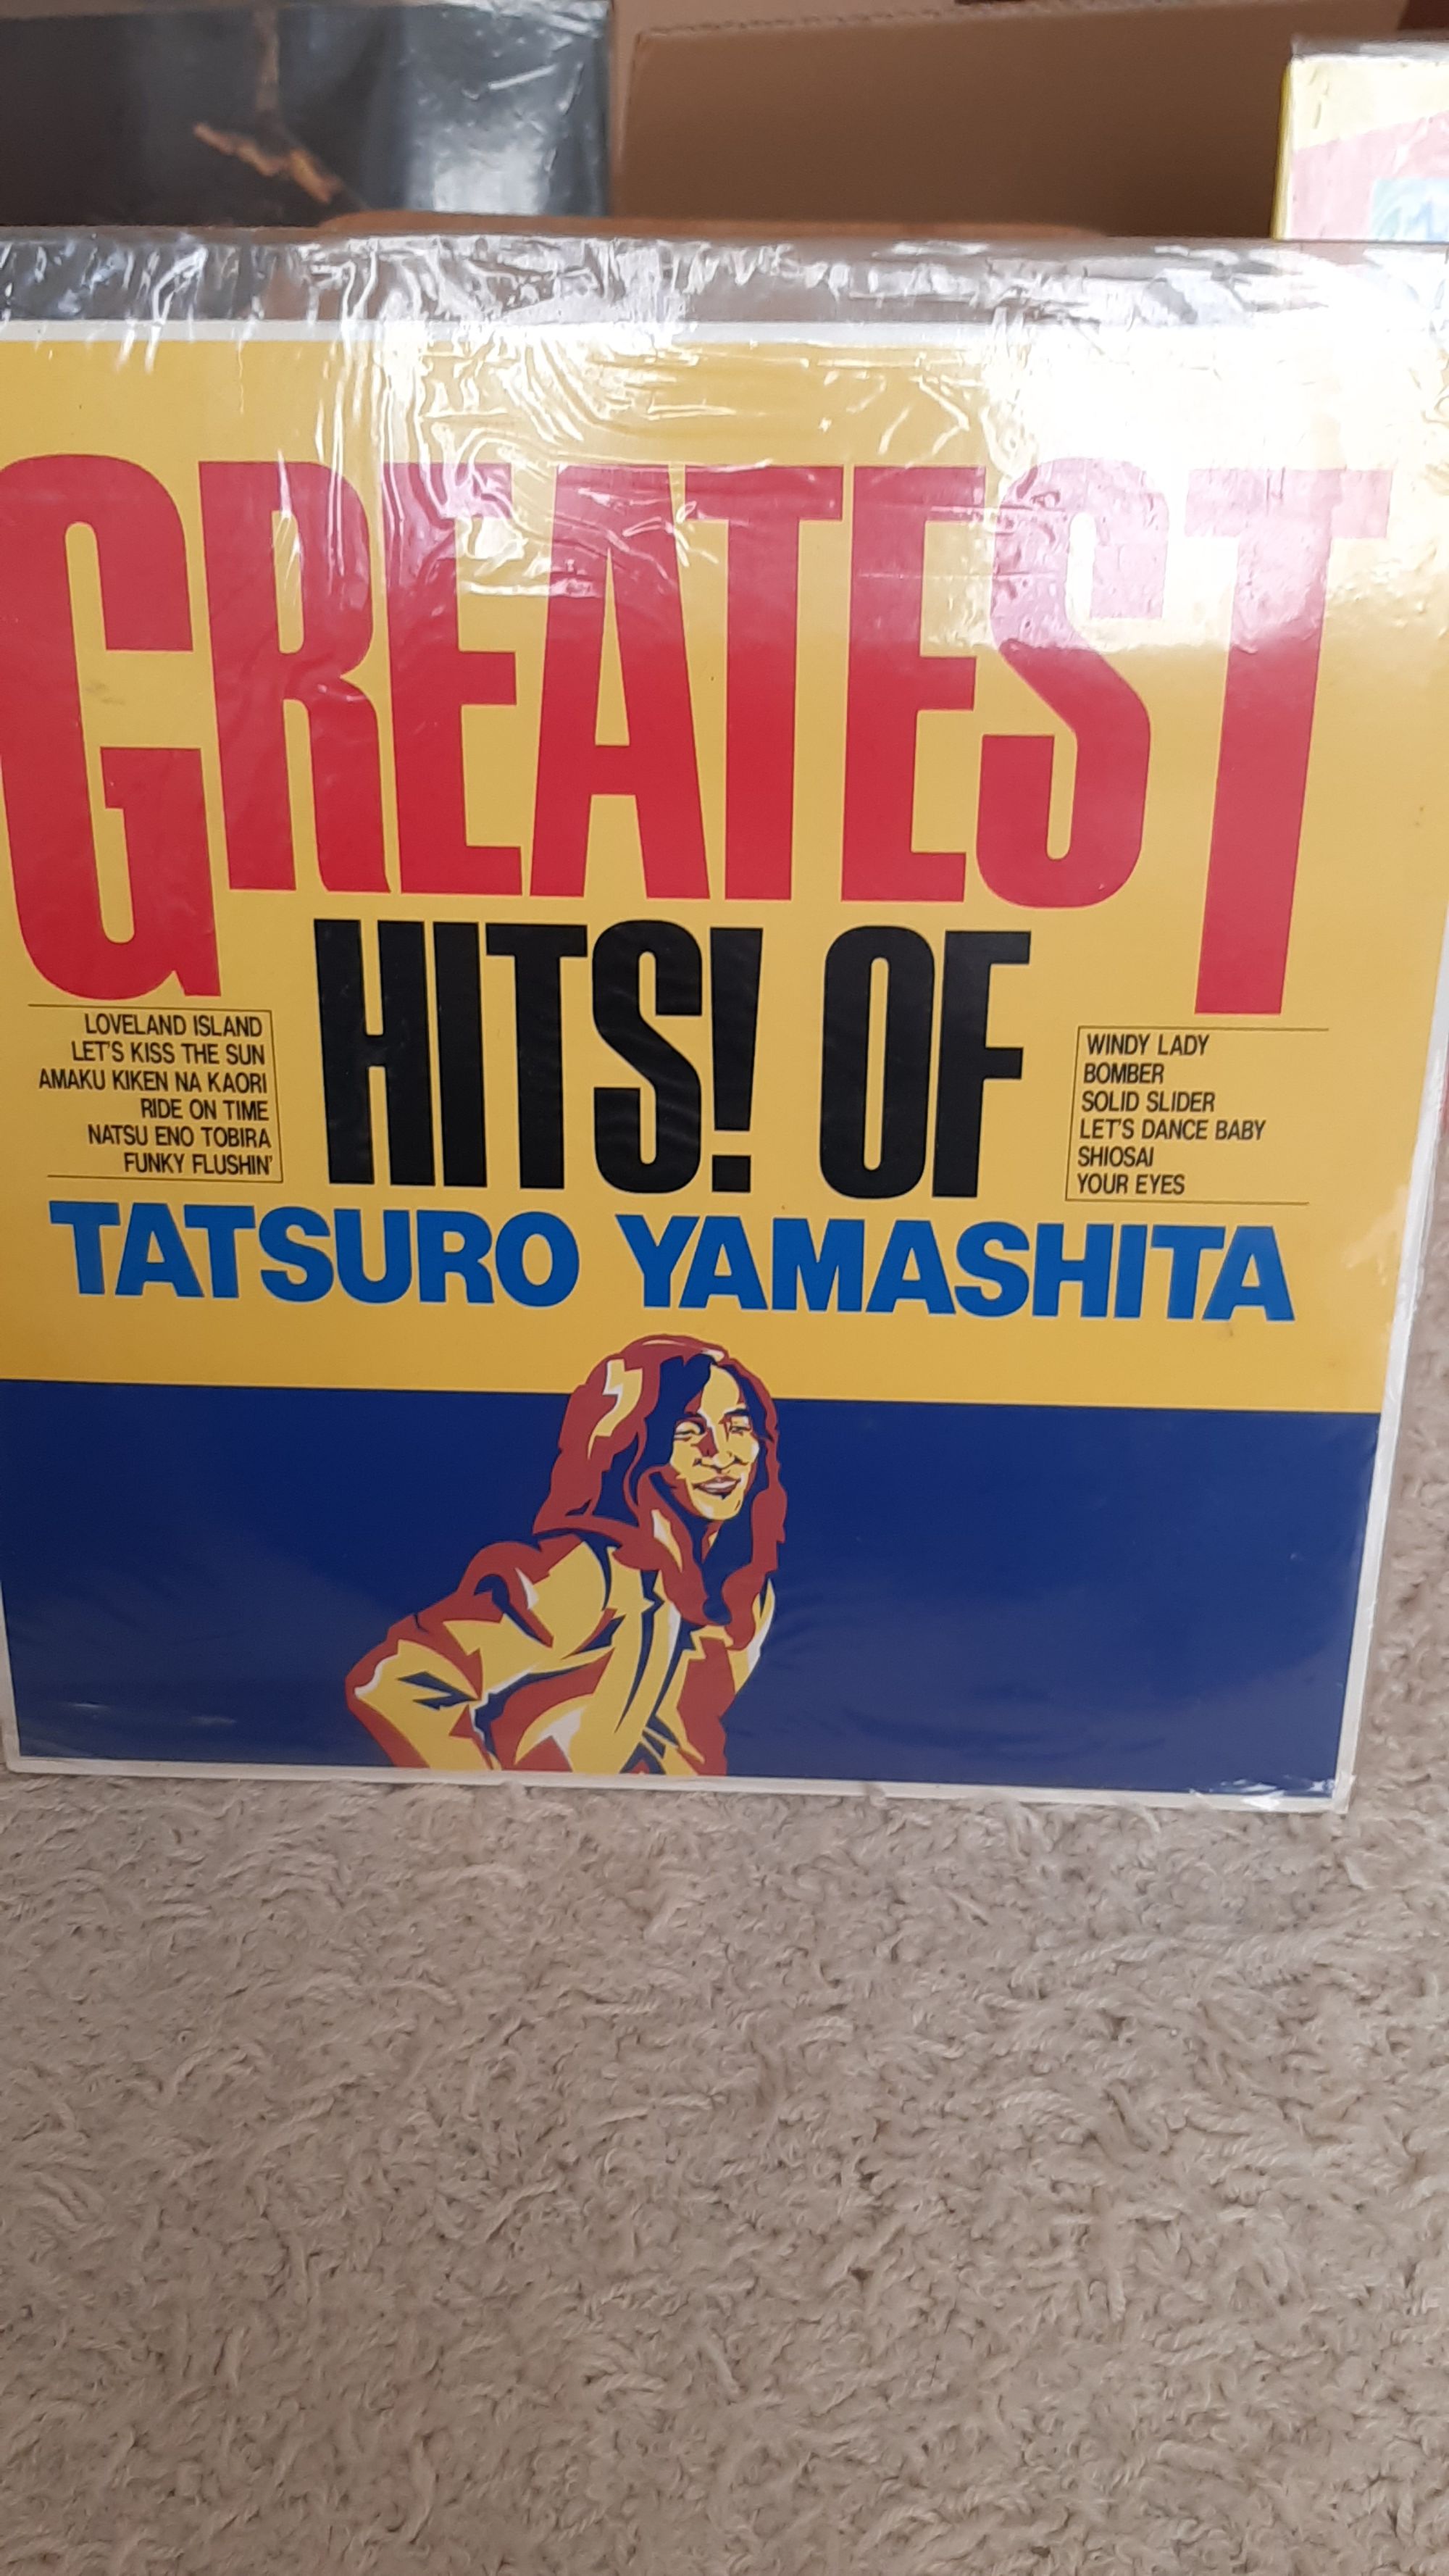 GREATEST
HITS! OF
LOVELAND ISLAND
LET'S KISS THE SUN
AMAKU KIKEN NA KAORI
RIDE ON TIME
NATSU ENO TOBIRA
FUNKY FLUSHIN'
WINDY LADY
BOMBER
SOLID SLIDER
LET'S DANCE BABY
SHIOSAI
YOUR EYES
TATSURO YAMASHITA